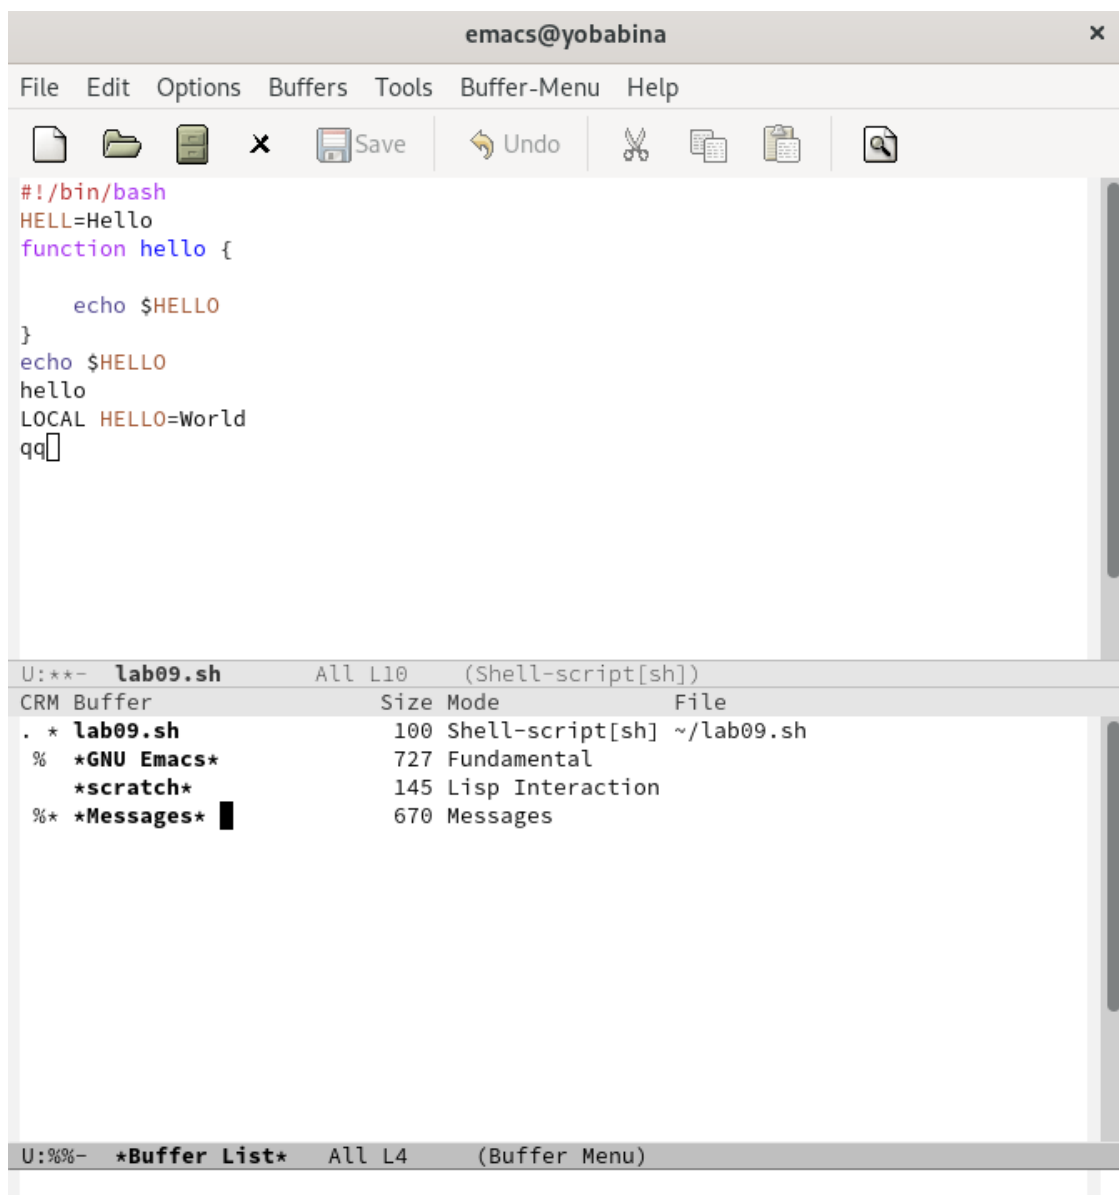 emacs@yobabina ×
File Edit Options Buffers Tools Buffer-Menu Help
Save Undo
#!/bin/bash
HELL=Hello
function hello {
    echo $HELLO
}
echo $HELLO
hello
LOCAL HELLO=World
qq
U:**-  lab09.sh       All L10    (Shell-script[sh])
CRM Buffer                 Size Mode             File
. * lab09.sh                100 Shell-script[sh] ~/lab09.sh
 %  *GNU Emacs*             727 Fundamental
    *scratch*               145 Lisp Interaction
 %* *Messages*              670 Messages
U:%%-  *Buffer List*   All L4     (Buffer Menu)